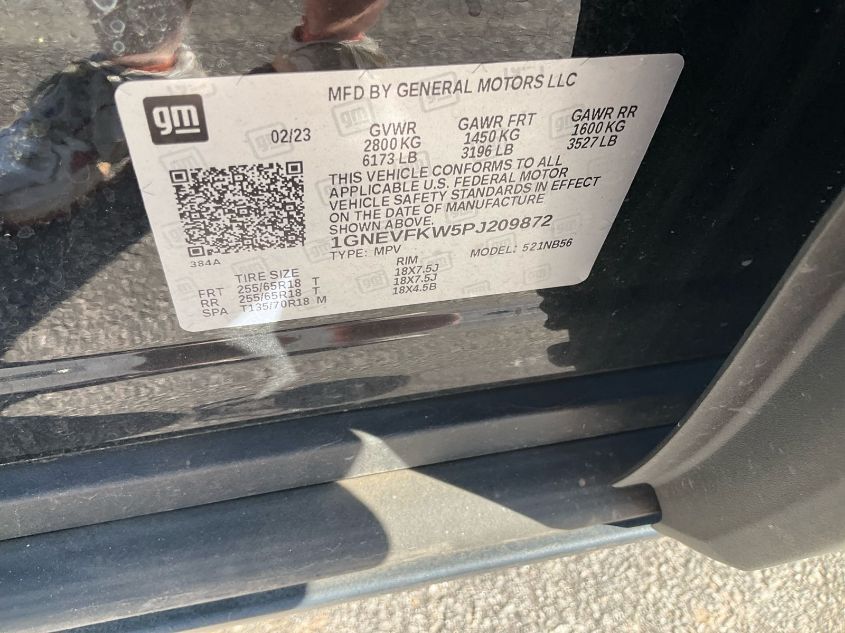 gm
MFD BY GENERAL MOTORS LLC
02/23
GVWR GAWR FRT GAWR RR
2800 KG 1450 KG 1600 KG
6173 LB 3196 LB 3527 LB
THIS VEHICLE CONFORMS TO ALL
APPLICABLE U.S. FEDERAL MOTOR
VEHICLE SAFETY STANDARDS IN EFFECT
ON THE DATE OF MANUFACTURE
SHOWN ABOVE.
1GNEVFKW5PJ209872
TYPE: MPV MODEL: 521NB56
384A
TIRE SIZE RIM
FRT 255/65R18 T 18X7.5J
RR 255/65R18 T 18X7.5J
SPA T135/70R18 M 18X4.5B